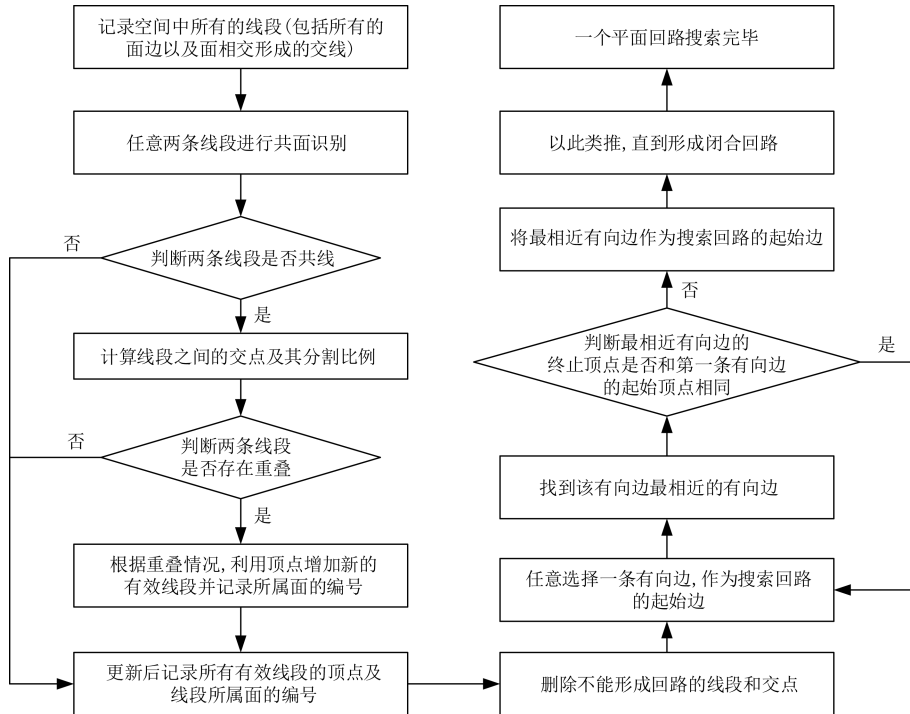 记录空间中所有的线段(包括所有的
面边以及面相交形成的交线)
任意两条线段进行共面识别
否
判断两条线段是否共线
是
计算线段之间的交点及其分割比例
否
判断两条线段
是否存在重叠
是
根据重叠情况,利用顶点增加新的
有效线段并记录所属面的编号
更新后记录所有有效线段的顶点及
线段所属面的编号
一个平面回路搜索完毕
以此类推,直到形成闭合回路
将最相近有向边作为搜索回路的起始边
否
判断最相近有向边的
终止顶点是否和第一条有向边
的起始顶点相同
是
找到该有向边最相近的有向边
任意选择一条有向边,作为搜索回路
的起始边
删除不能形成回路的线段和交点